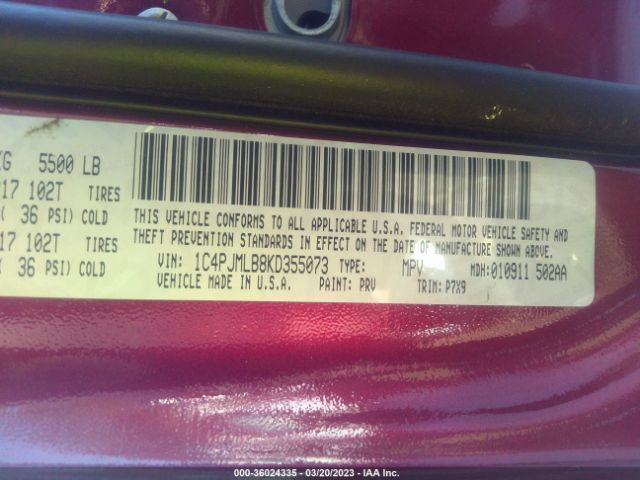 KG 5500 LB
17 102T TIRES
( 36 PSI) COLD
17 102T TIRES
( 36 PSI) COLD
THIS VEHICLE CONFORMS TO ALL APPLICABLE U.S.A. FEDERAL MOTOR VEHICLE SAFETY AND
THEFT PREVENTION STANDARDS IN EFFECT ON THE DATE OF MANUFACTURE SHOWN ABOVE.
VIN: 1C4PJMLB8KD355073 TYPE: MPV MDH: 010911 502AA
VEHICLE MADE IN U.S.A. PAINT: PRV TRIM: P7X9
000-36024335 - 03/20/2023 - IAA Inc.